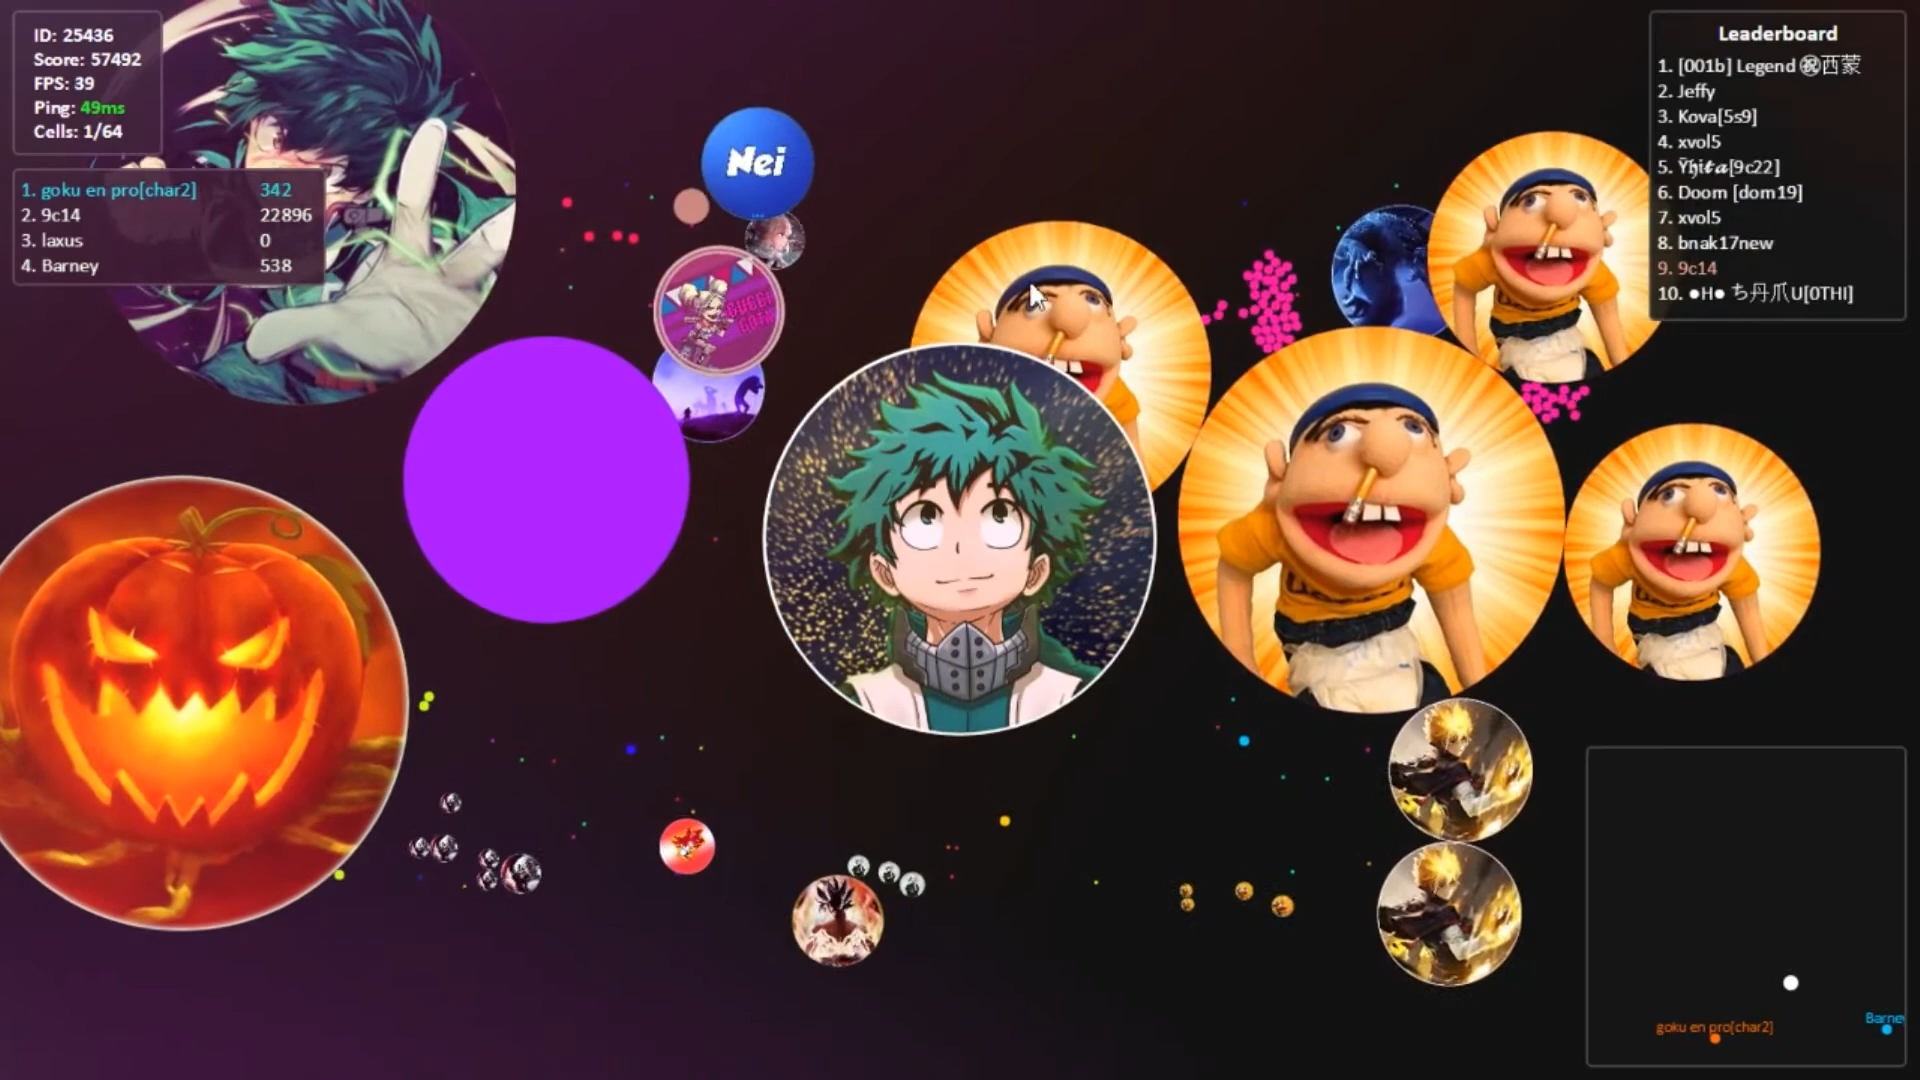 ID: 25436
Score: 57492
FPS: 39
Ping: 49ms
Cells: 1/64
1. goku en pro[char2] 342
2. 9c14 22896
3. laxus 0
4. Barney 538
Nei
GUCCI
GOTH
Leaderboard
1. [001b] Legend ㊗西蒙
2. Jeffy
3. Kova[5s9]
4. xvol5
5. Ȳɧ𝓲𝓽𝓪[9c22]
6. Doom [dom19]
7. xvol5
8. bnak17new
9. 9c14
10. ●H● ち丹爪U[0THI]
Barney
goku en pro[char2]